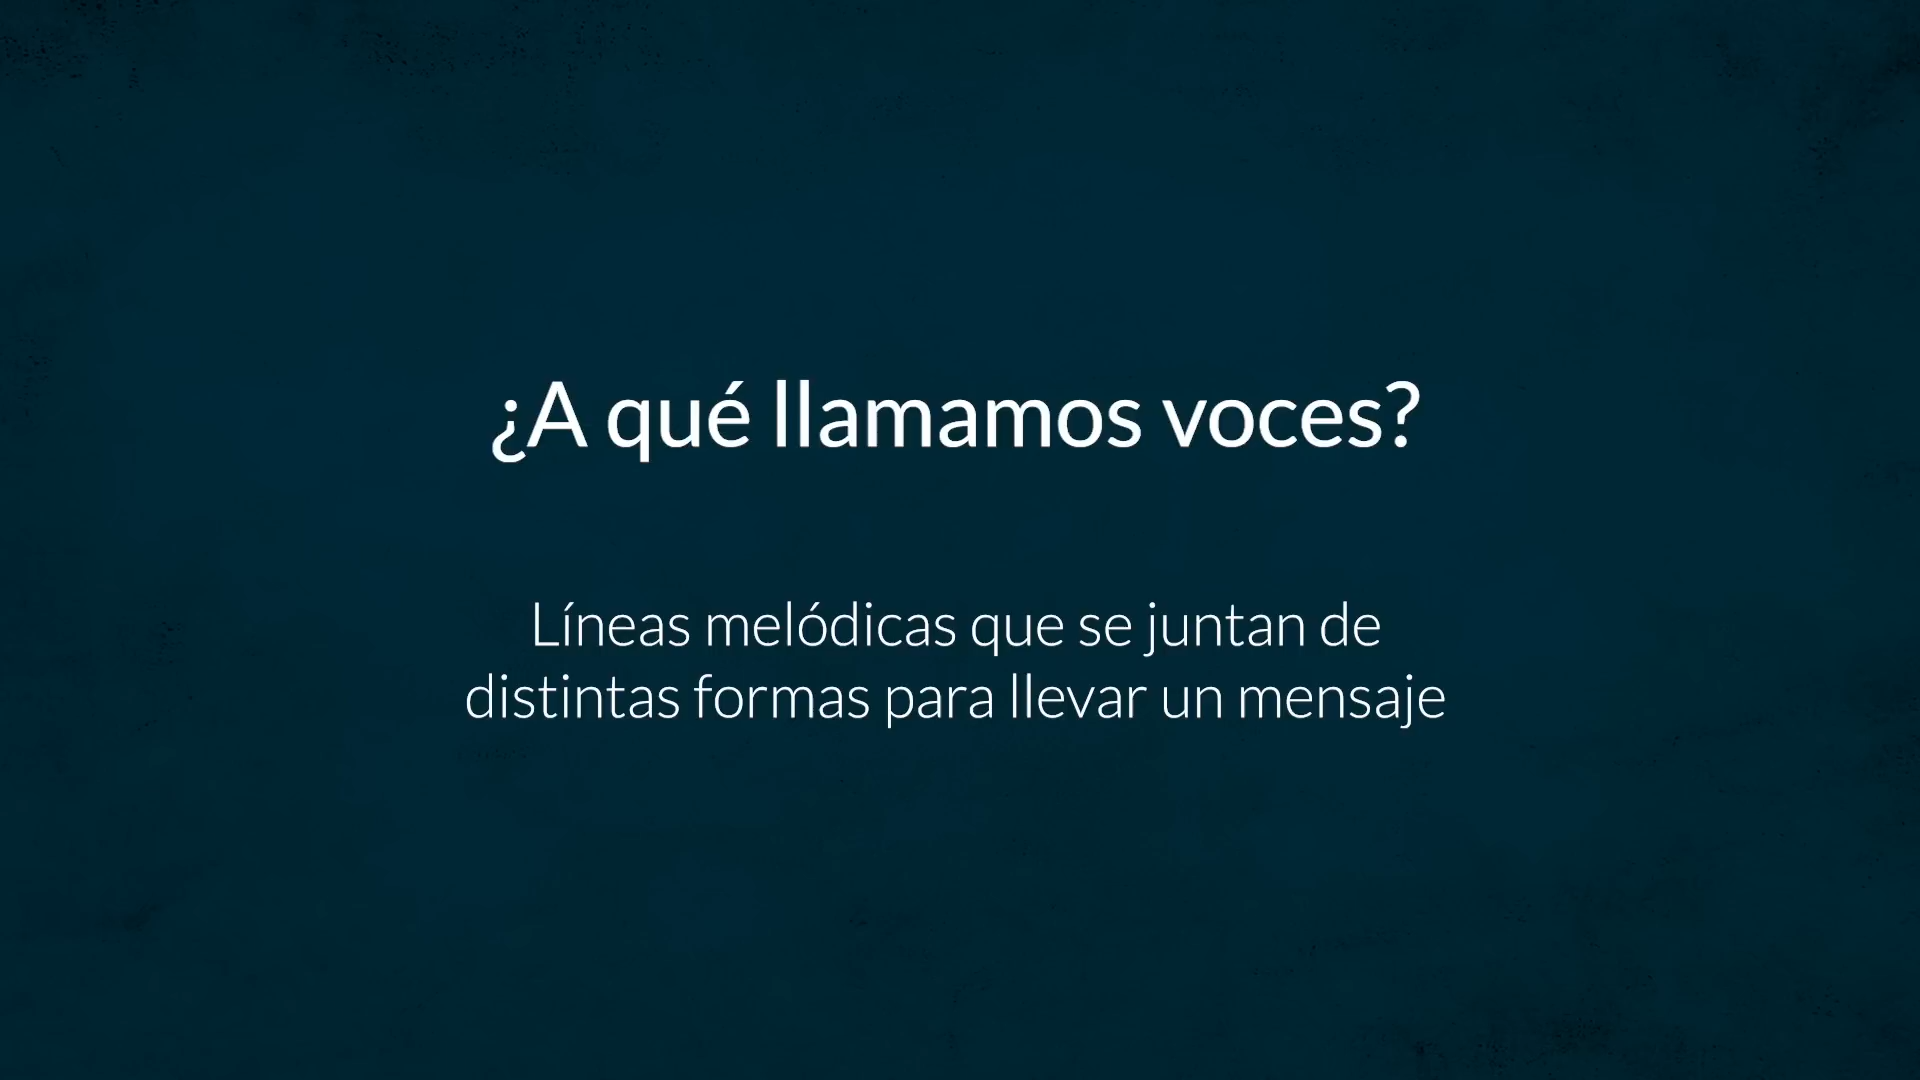 ¿A qué llamamos voces?
Líneas melódicas que se juntan de
distintas formas para llevar un mensaje